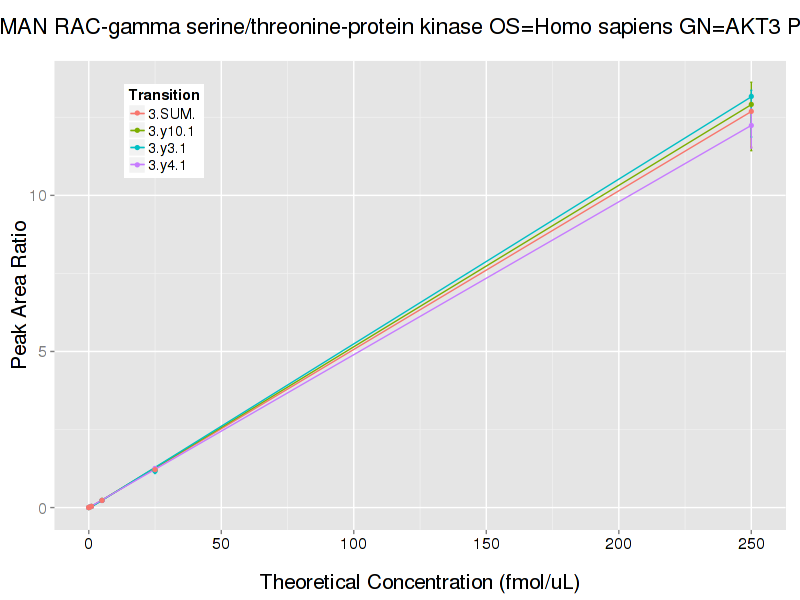 MAN RAC-gamma serine/threonine-protein kinase OS=Homo sapiens GN=AKT3 P
Transition
3.SUM.
3.y10.1
3.y3.1
3.y4.1
10
5
0
Peak Area Ratio
0 50 100 150 200 250
Theoretical Concentration (fmol/uL)